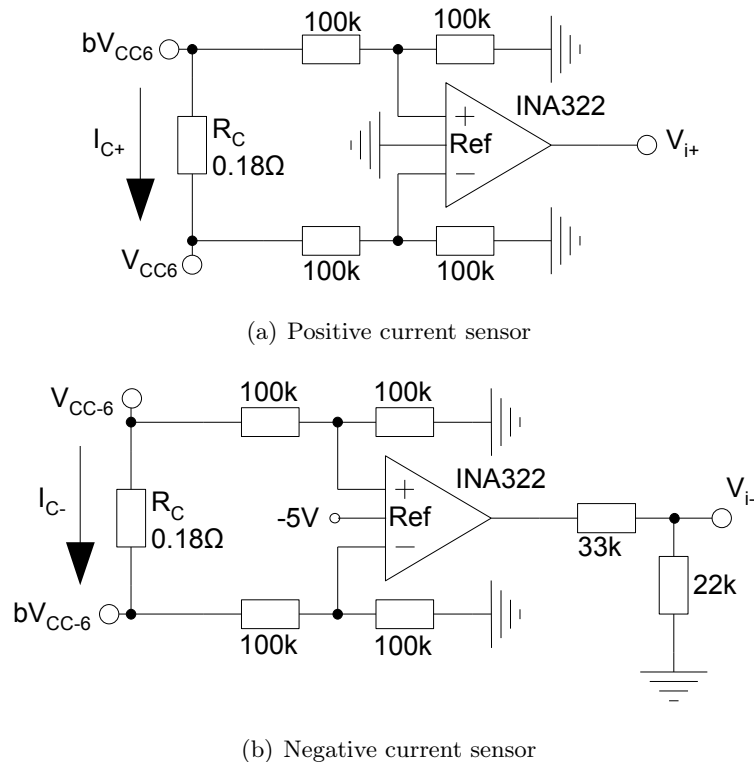 100k 100k
bV_CC6
INA322
+
I_C+
R_C
Ref
V_i+
0.18Ω
−
V_CC6
100k 100k
(a) Positive current sensor
V_CC-6
100k 100k
INA322
+
V_i-
I_C-
R_C
-5V
Ref
0.18Ω
33k
−
22k
bV_CC-6
100k 100k
(b) Negative current sensor